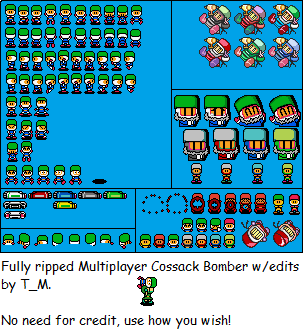 Fully ripped Multiplayer Cossack Bomber w/edits
by T_M.
No need for credit, use how you wish!